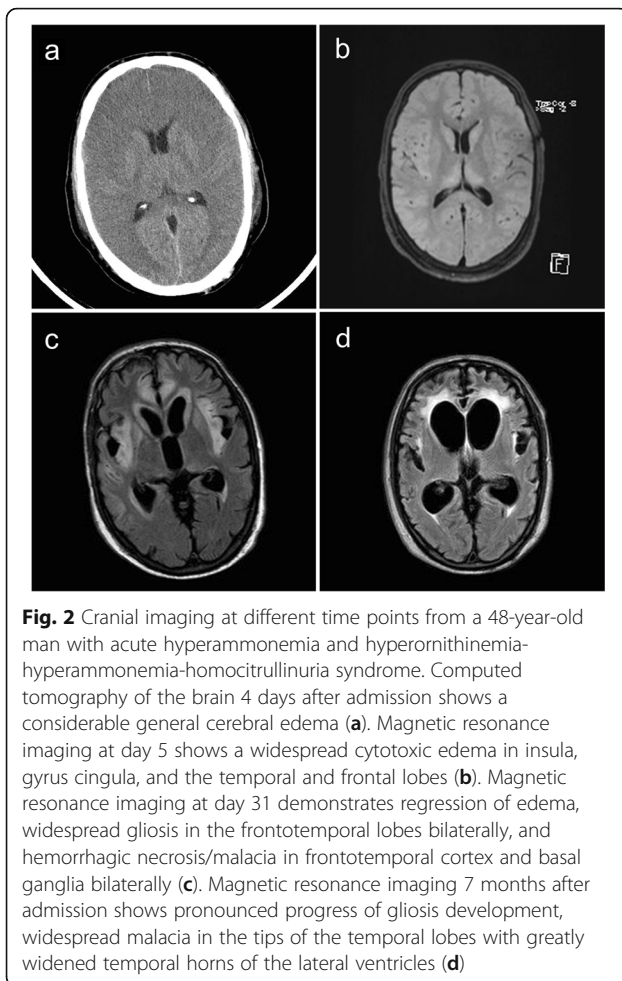 a
b
c
d
F
Fig. 2 Cranial imaging at different time points from a 48-year-old
man with acute hyperammonemia and hyperornithinemia-
hyperammonemia-homocitrullinuria syndrome. Computed
tomography of the brain 4 days after admission shows a
considerable general cerebral edema (a). Magnetic resonance
imaging at day 5 shows a widespread cytotoxic edema in insula,
gyrus cingula, and the temporal and frontal lobes (b). Magnetic
resonance imaging at day 31 demonstrates regression of edema,
widespread gliosis in the frontotemporal lobes bilaterally, and
hemorrhagic necrosis/malacia in frontotemporal cortex and basal
ganglia bilaterally (c). Magnetic resonance imaging 7 months after
admission shows pronounced progress of gliosis development,
widespread malacia in the tips of the temporal lobes with greatly
widened temporal horns of the lateral ventricles (d)